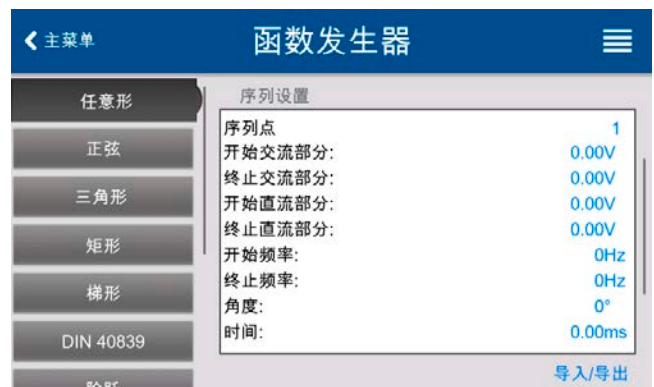 主菜单
函数发生器
任意形
正弦
三角形
矩形
梯形
DIN 40839
序列设置
序列点 1
开始交流部分: 0.00V
终止交流部分: 0.00V
开始直流部分: 0.00V
终止直流部分: 0.00V
开始频率: 0Hz
终止频率: 0Hz
角度: 0°
时间: 0.00ms
导入/导出